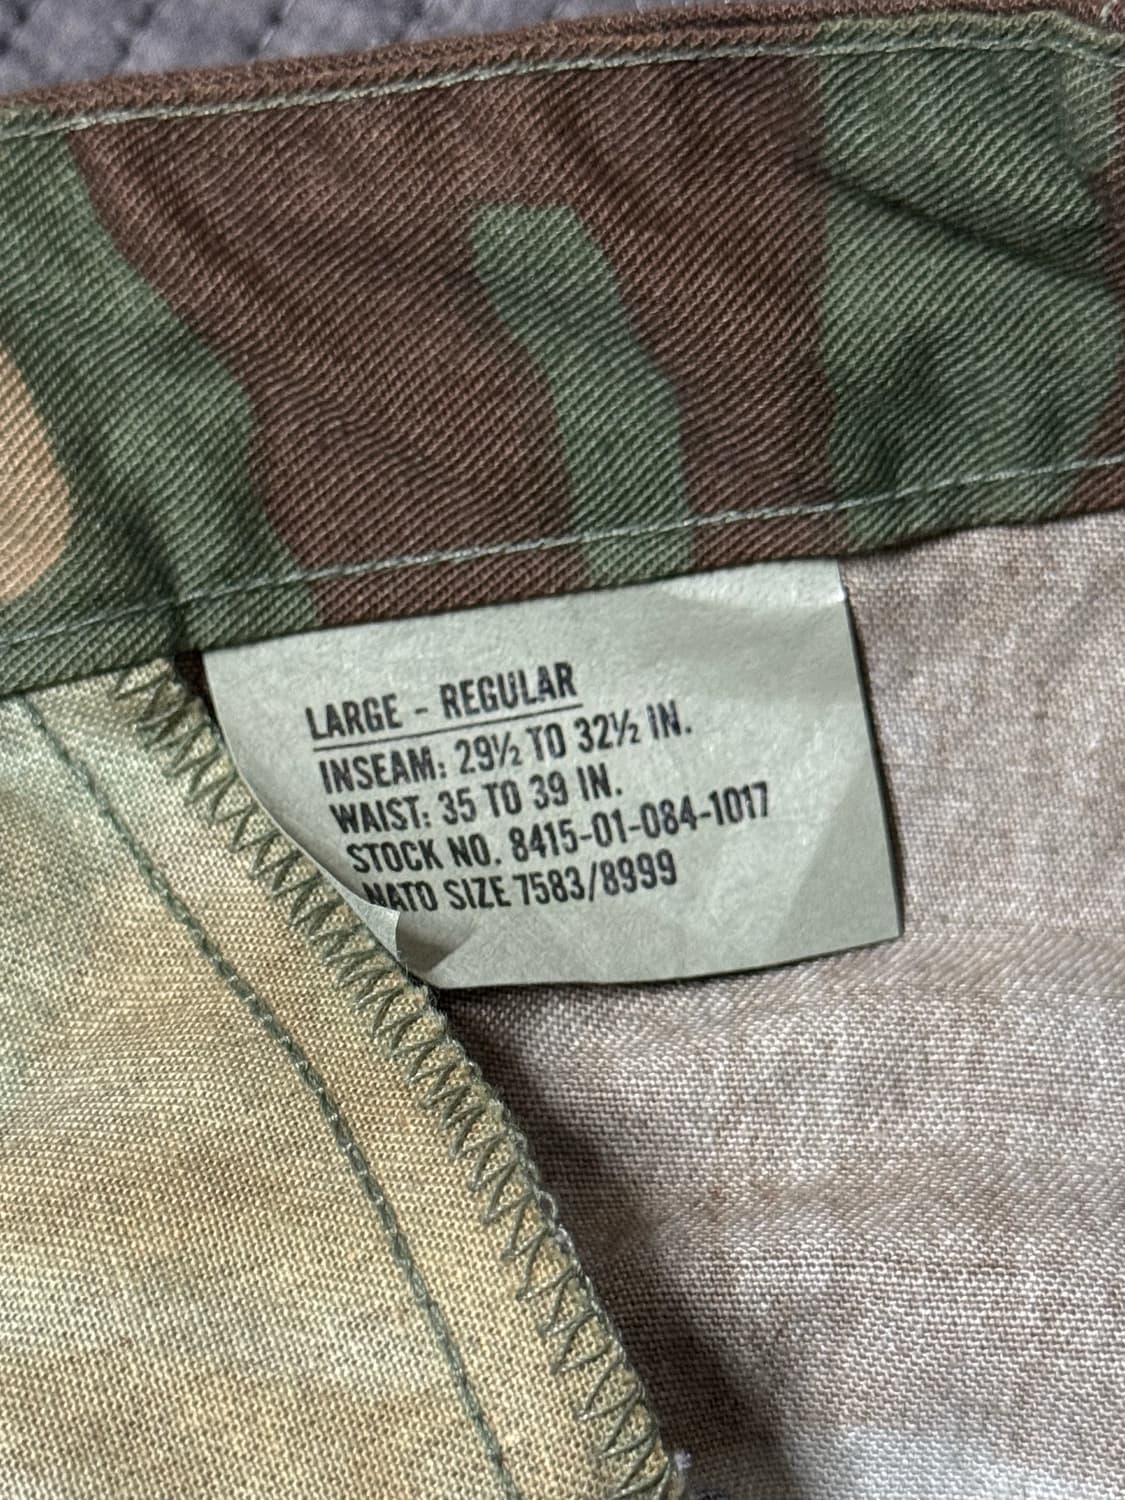 LARGE - REGULAR
INSEAM: 29½ TO 32½ IN.
WAIST: 35 TO 39 IN.
STOCK NO. 8415-01-084-1017
NATO SIZE 7583/8999